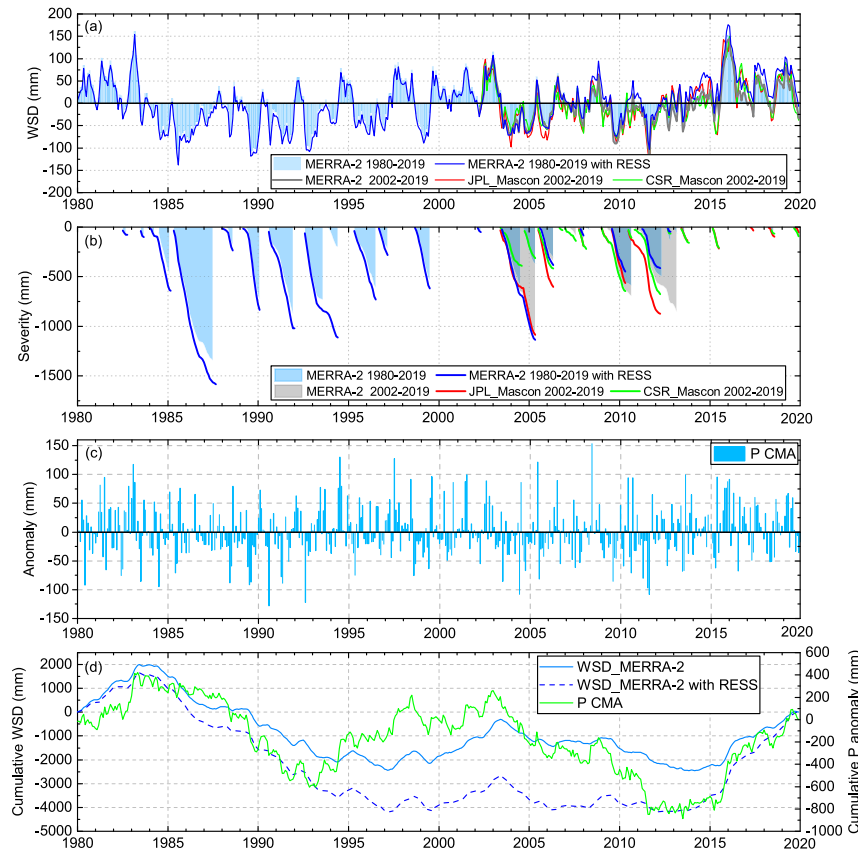 (a)
WSD (mm)
200
150
100
50
0
-50
-100
-150
-200
MERRA-2 1980-2019
MERRA-2 1980-2019 with RESS
MERRA-2 2002-2019
JPL_Mascon 2002-2019
CSR_Mascon 2002-2019
1980 1985 1990 1995 2000 2005 2010 2015 2020
(b)
Severity (mm)
0
-500
-1000
-1500
MERRA-2 1980-2019
MERRA-2 1980-2019 with RESS
MERRA-2 2002-2019
JPL_Mascon 2002-2019
CSR_Mascon 2002-2019
1980 1985 1990 1995 2000 2005 2010 2015 2020
(c)
P CMA
Anomaly (mm)
150
100
50
0
-50
-100
-150
1980 1985 1990 1995 2000 2005 2010 2015 2020
(d)
Cumulative WSD (mm)
2000
1000
0
-1000
-2000
-3000
-4000
-5000
WSD_MERRA-2
WSD_MERRA-2 with RESS
P CMA
600
400
200
0
-200
-400
-600
-800
-1000
Cumulative P anomaly (mm)
1980 1985 1990 1995 2000 2005 2010 2015 2020